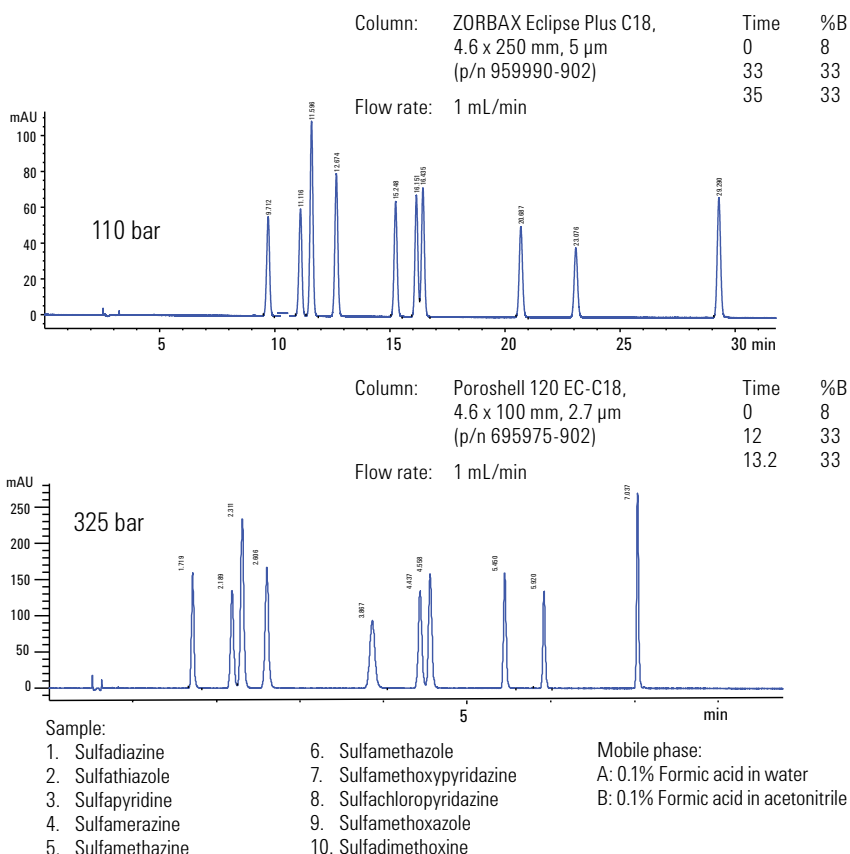 Column: ZORBAX Eclipse Plus C18,
4.6 x 250 mm, 5 µm
(p/n 959990-902)
Flow rate: 1 mL/min
Time %B
0 8
33 33
35 33
mAU
100
80
60
40
20
0
110 bar
9.712
11.116
11.596
12.674
15.248
16.151
16.435
20.687
23.076
29.290
5 10 15 20 25 30 min
Column: Poroshell 120 EC-C18,
4.6 x 100 mm, 2.7 µm
(p/n 695975-902)
Flow rate: 1 mL/min
Time %B
0 8
12 33
13.2 33
mAU
250
200
150
100
50
0
325 bar
1.719
2.189
2.311
2.606
3.867
4.437
4.558
5.450
5.920
7.037
5 min
Sample:
1. Sulfadiazine
2. Sulfathiazole
3. Sulfapyridine
4. Sulfamerazine
5. Sulfamethazine
6. Sulfamethazole
7. Sulfamethoxypyridazine
8. Sulfachloropyridazine
9. Sulfamethoxazole
10. Sulfadimethoxine
Mobile phase:
A: 0.1% Formic acid in water
B: 0.1% Formic acid in acetonitrile